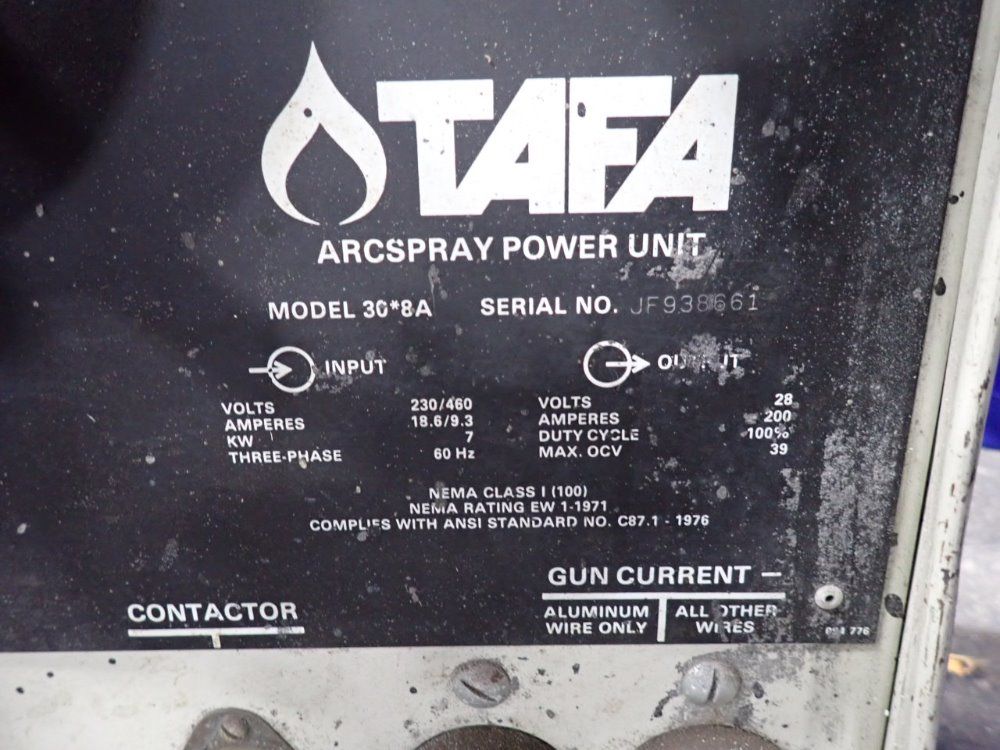 TAFA
ARCSPRAY POWER UNIT
MODEL 30*8A SERIAL NO. JF938661
INPUT
VOLTS 230/460
AMPERES 18.6/9.3
KW 7
THREE-PHASE 60 Hz
OUTPUT
VOLTS 28
AMPERES 200
DUTY CYCLE 100%
MAX. OCV 39
NEMA CLASS I (100)
NEMA RATING EW 1-1971
COMPLIES WITH ANSI STANDARD NO. C87.1 - 1976
CONTACTOR
GUN CURRENT –
ALUMINUM
WIRE ONLY
ALL OTHER
WIRES
776